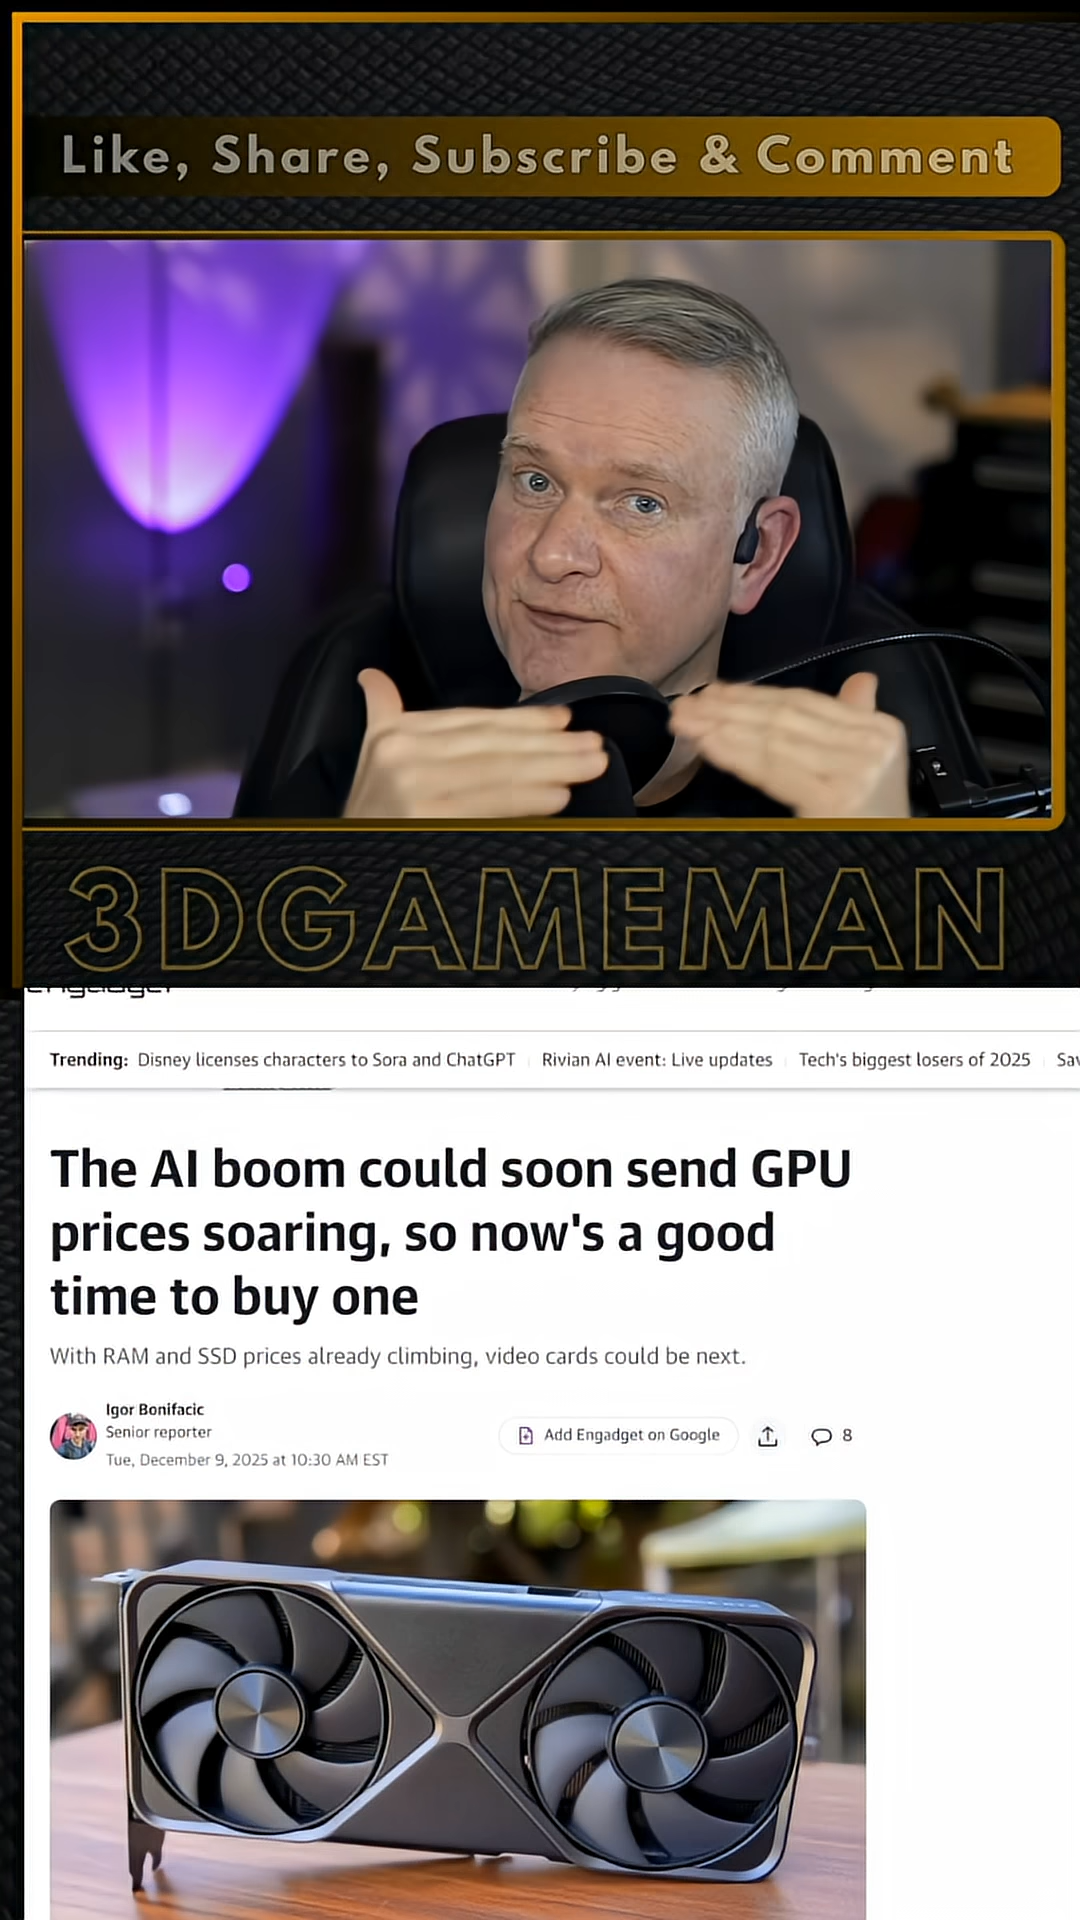 Like, Share, Subscribe & Comment
3DGAMEMAN
engadget
Trending: Disney licenses characters to Sora and ChatGPT Rivian AI event: Live updates Tech's biggest losers of 2025
The AI boom could soon send GPU
prices soaring, so now's a good
time to buy one
With RAM and SSD prices already climbing, video cards could be next.
Igor Bonifacic
Senior reporter
Tue, December 9, 2025 at 10:30 AM EST
Add Engadget on Google
8